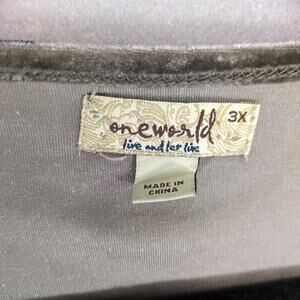 oneworld
3X
live and let live
MADE IN
CHINA